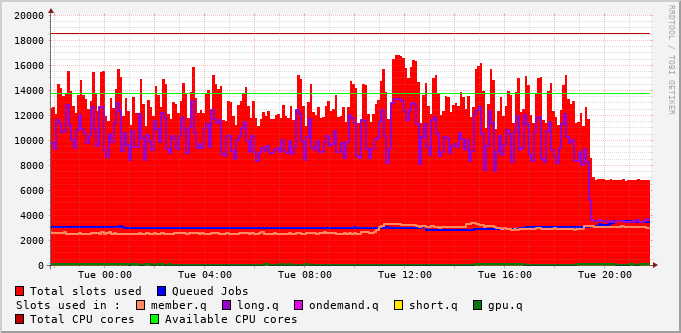 20000
18000
16000
14000
12000
10000
8000
6000
4000
2000
0
Tue 00:00 Tue 04:00 Tue 08:00 Tue 12:00 Tue 16:00 Tue 20:00
RRDTOOL / TOBI OETIKER
Total slots used Queued Jobs
Slots used in : member.q long.q ondemand.q short.q gpu.q
Total CPU cores Available CPU cores